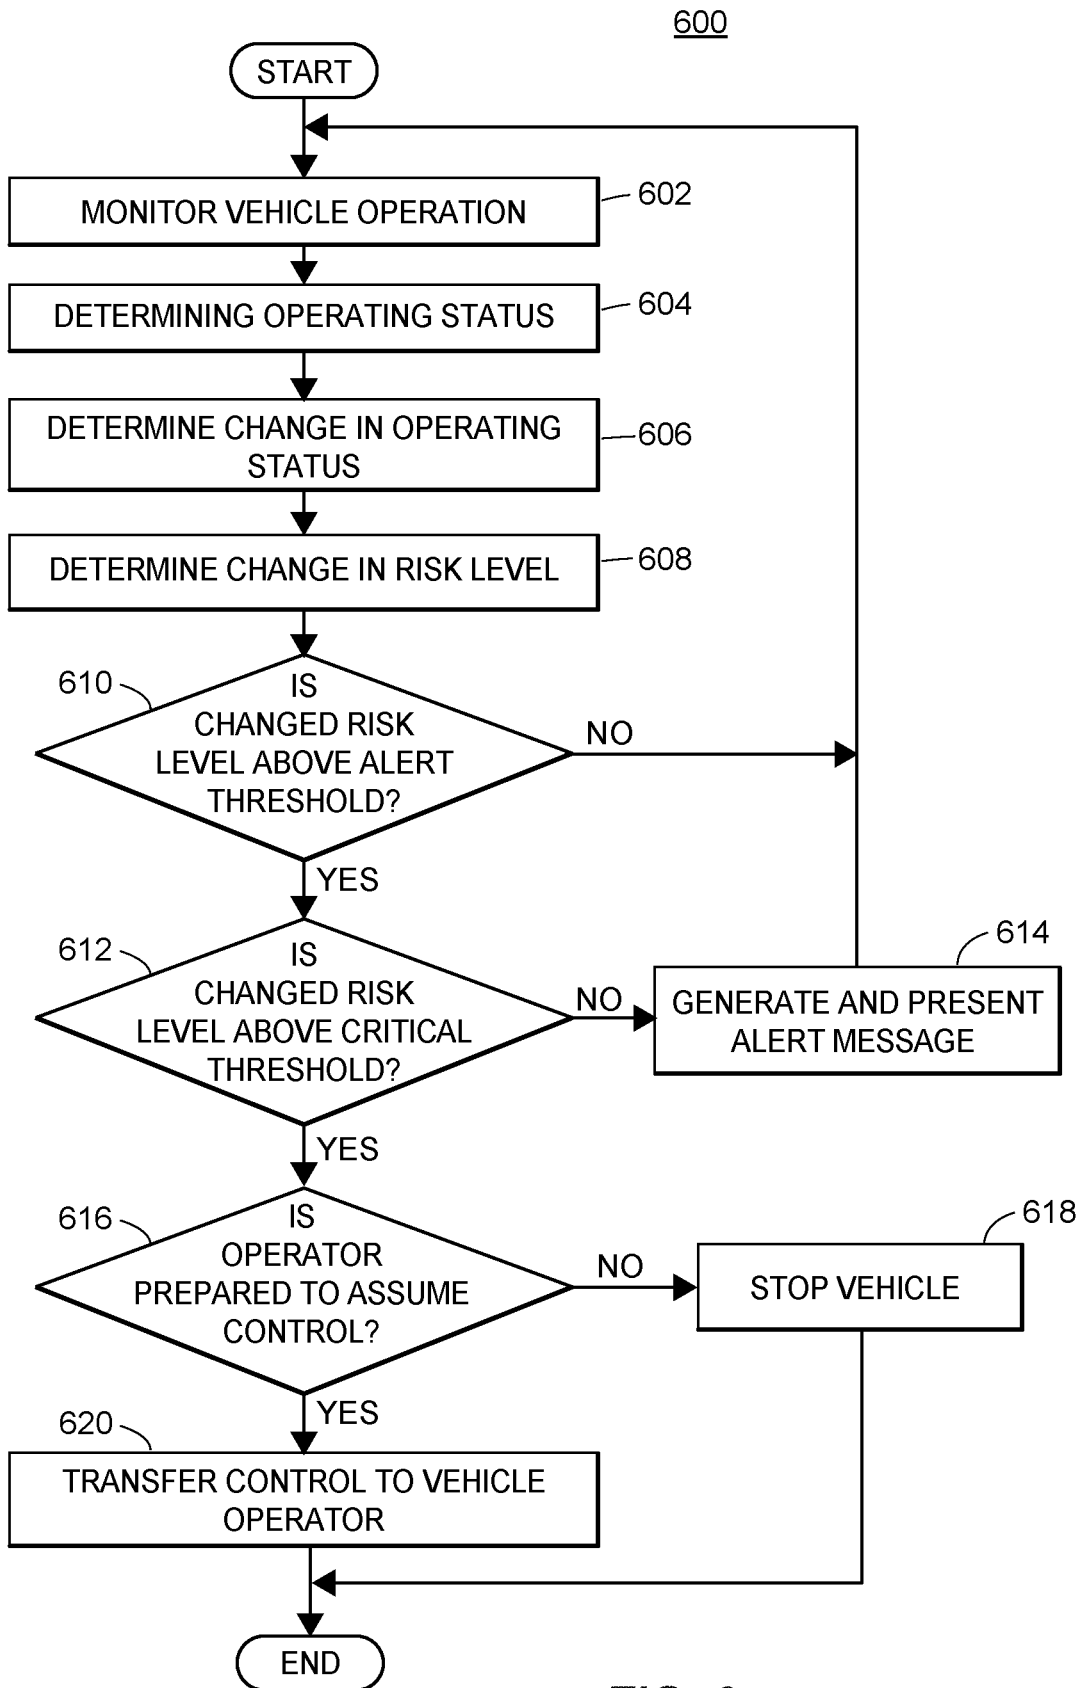 600
START
MONITOR VEHICLE OPERATION
602
DETERMINING OPERATING STATUS
604
DETERMINE CHANGE IN OPERATING
STATUS
606
DETERMINE CHANGE IN RISK LEVEL
608
610
IS
CHANGED RISK
LEVEL ABOVE ALERT
THRESHOLD?
NO
YES
612
IS
CHANGED RISK
LEVEL ABOVE CRITICAL
THRESHOLD?
NO
614
GENERATE AND PRESENT
ALERT MESSAGE
YES
616
IS
OPERATOR
PREPARED TO ASSUME
CONTROL?
NO
618
STOP VEHICLE
YES
620
TRANSFER CONTROL TO VEHICLE
OPERATOR
END